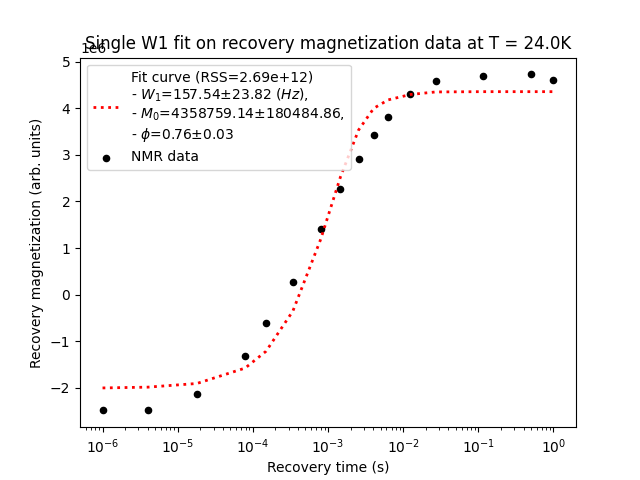 Single W1 fit on recovery magnetization data at T = 24.0K
1e6
Fit curve (RSS=2.69e+12)
- W₁=157.54±23.82 (Hz),
- M₀=4358759.14±180484.86,
- ϕ=0.76±0.03
NMR data
5
4
3
2
1
0
−1
−2
Recovery magnetization (arb. units)
10⁻⁶ 10⁻⁵ 10⁻⁴ 10⁻³ 10⁻² 10⁻¹ 10⁰
Recovery time (s)